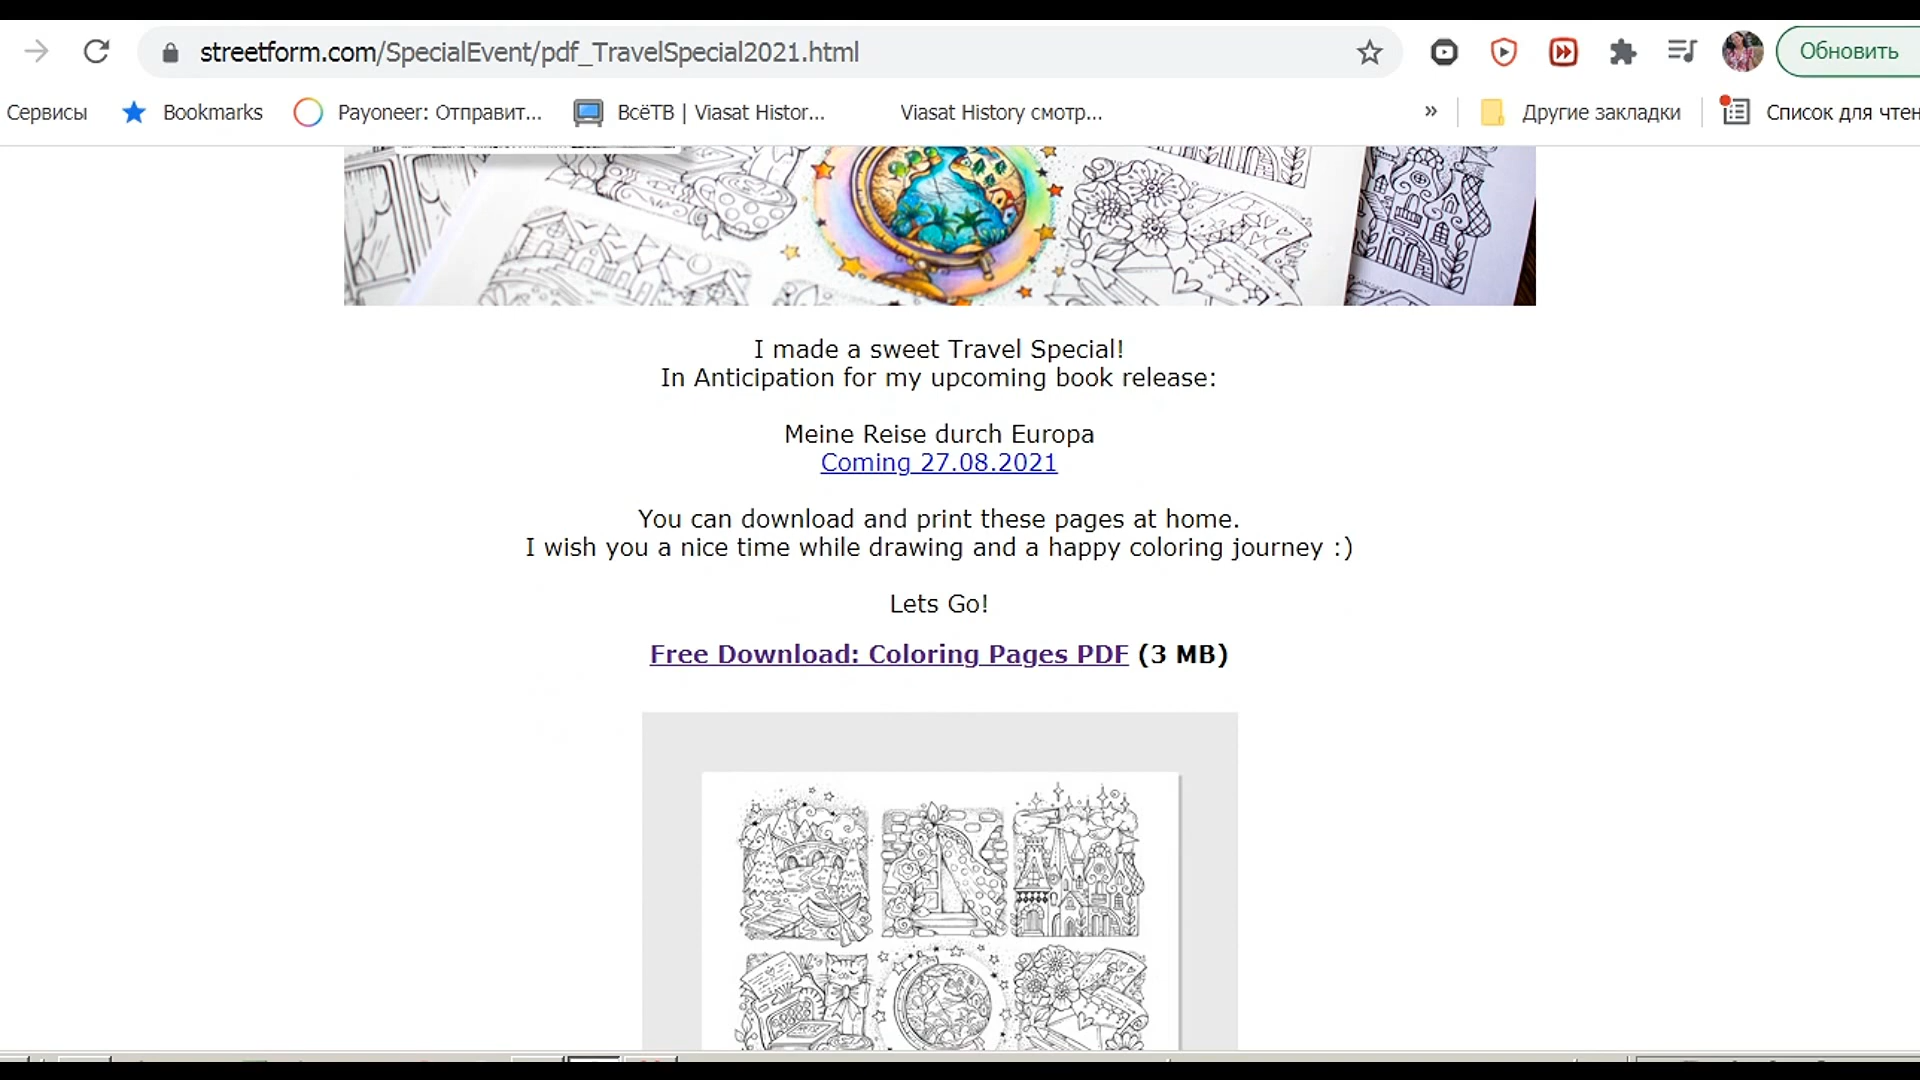 streetform.com/SpecialEvent/pdf_TravelSpecial2021.html
Обновить
Сервисы
Bookmarks
Payoneer: Отправит...
ВсёТВ | Viasat Histor...
Viasat History смотр...
»
Другие закладки
Список для чтен
I made a sweet Travel Special!
In Anticipation for my upcoming book release:
Meine Reise durch Europa
Coming 27.08.2021
You can download and print these pages at home.
I wish you a nice time while drawing and a happy coloring journey :)
Lets Go!
Free Download: Coloring Pages PDF (3 MB)